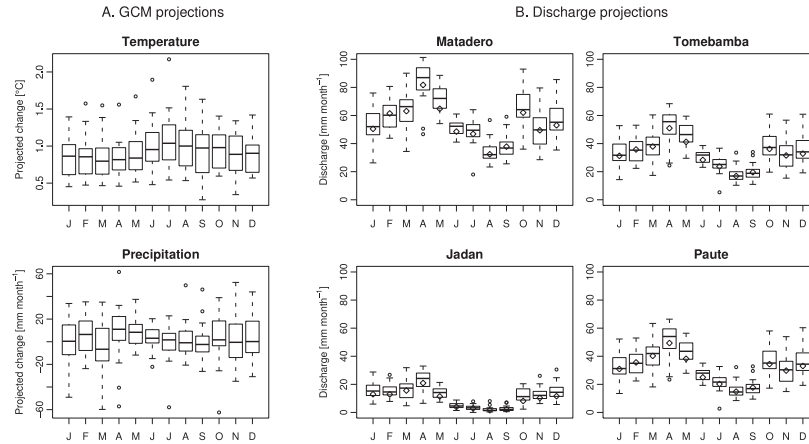 A. GCM projections
B. Discharge projections
Temperature
Projected change [°C]
0.5 1.0 1.5 2.0
J F M A M J J A S O N D
Precipitation
Projected change [mm month⁻¹]
-60 -20 20 60
J F M A M J J A S O N D
Matadero
Discharge [mm month⁻¹]
0 20 40 60 80 100
J F M A M J J A S O N D
Tomebamba
0 20 40 60 80 100
J F M A M J J A S O N D
Jadan
Discharge [mm month⁻¹]
0 20 40 60 80 100
J F M A M J J A S O N D
Paute
0 20 40 60 80 100
J F M A M J J A S O N D